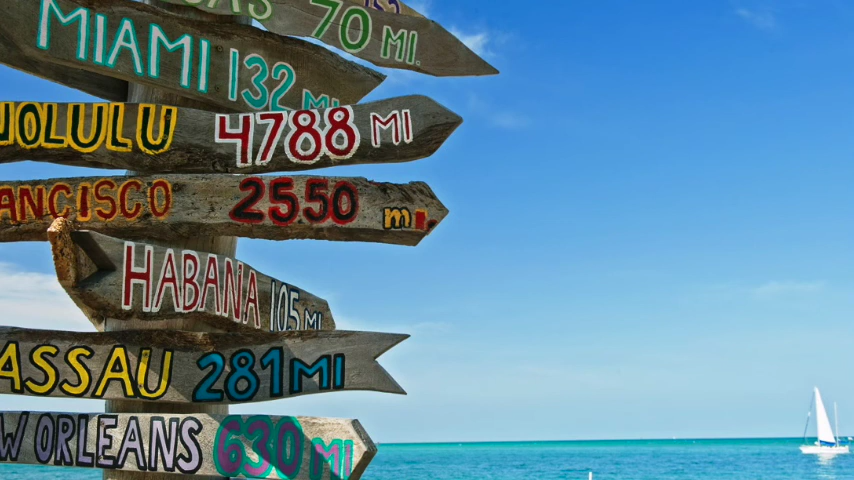 70 MI.
MIAMI 132 MI
NOLULU 4788 MI
ANCISCO 2550 mi
HABANA 105 MI
ASSAU 281 MI
W ORLEANS 630 MI